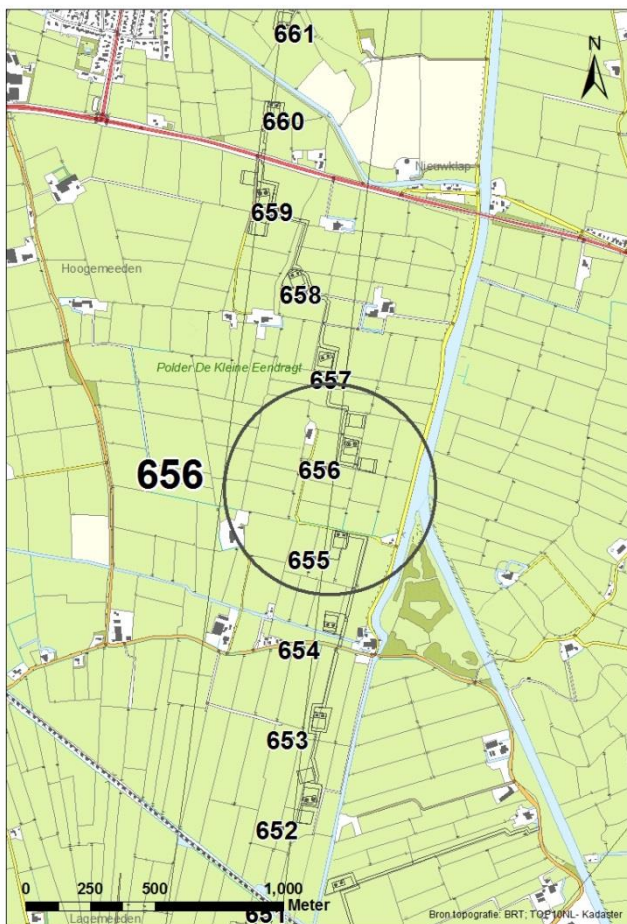 661
N
660
Nieuwklap
659
Hoogemeeden
658
Polder De Kleine Eendragt
657
656
656
655
654
653
652
0 250 500 1,000
Meter
651
Lagemeeden
Bron topografie: BRT; TOP10NL- Kadaster